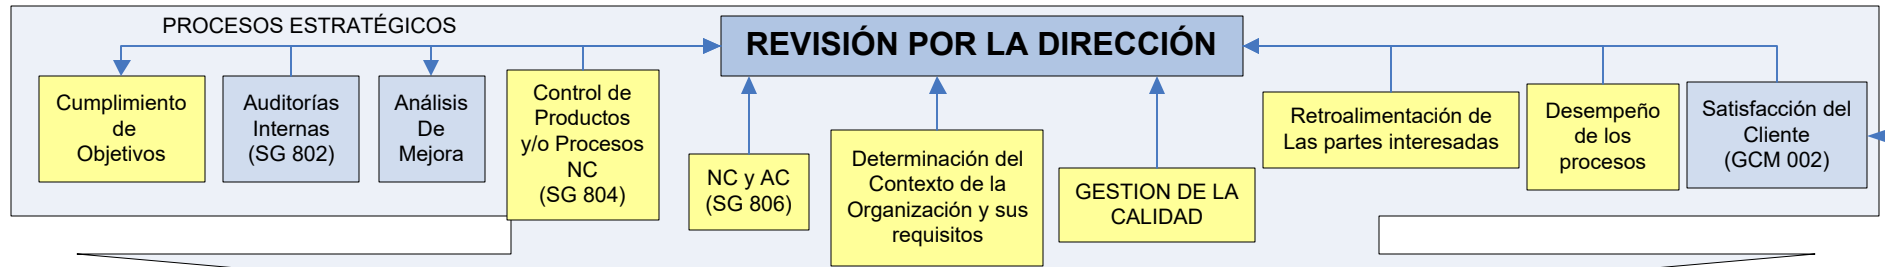 PROCESOS ESTRATÉGICOS
REVISIÓN POR LA DIRECCIÓN
Cumplimiento
de
Objetivos
Auditorías
Internas
(SG 802)
Análisis
De
Mejora
Control de
Productos
y/o Procesos
NC
(SG 804)
NC y AC
(SG 806)
Determinación del
Contexto de la
Organización y sus
requisitos
GESTION DE LA
CALIDAD
Retroalimentación de
Las partes interesadas
Desempeño
de los
procesos
Satisfacción del
Cliente
(GCM 002)